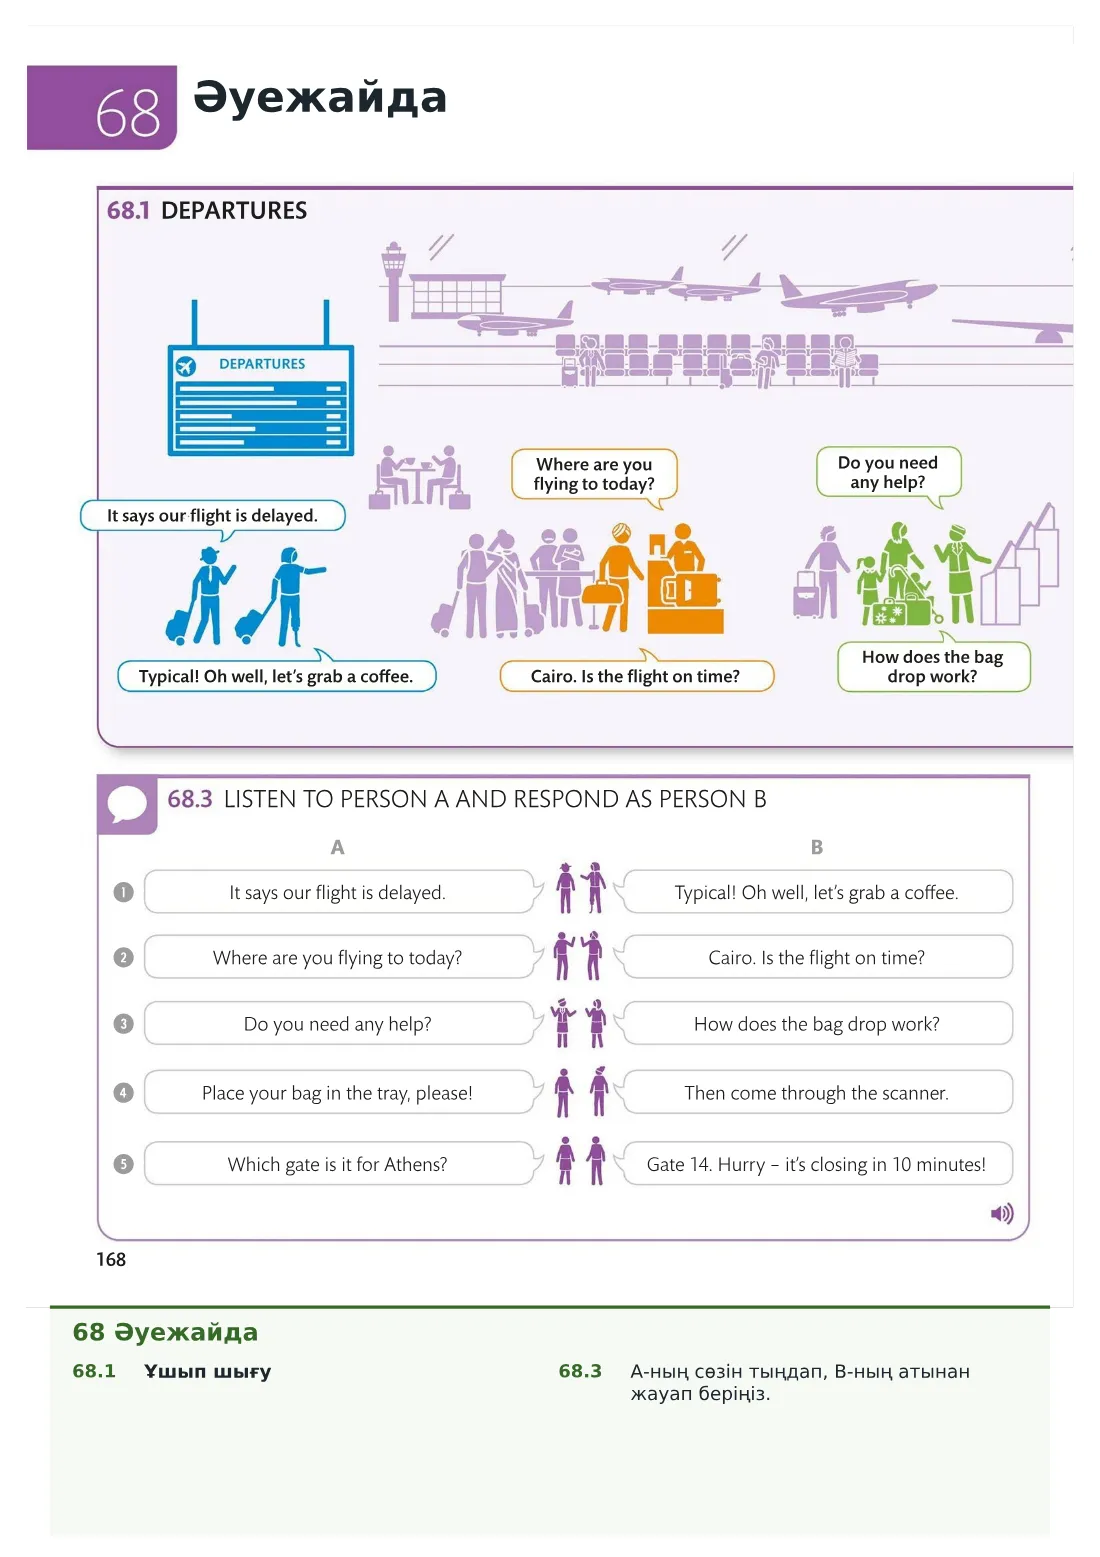 68 Әуежайда
68.1 DEPARTURES
DEPARTURES
Where are you
flying to today?
Do you need
any help?
It says our flight is delayed.
Typical! Oh well, let's grab a coffee.
Cairo. Is the flight on time?
How does the bag
drop work?
68.3 LISTEN TO PERSON A AND RESPOND AS PERSON B
A
B
1 It says our flight is delayed.
Typical! Oh well, let's grab a coffee.
2 Where are you flying to today?
Cairo. Is the flight on time?
3 Do you need any help?
How does the bag drop work?
4 Place your bag in the tray, please!
Then come through the scanner.
5 Which gate is it for Athens?
Gate 14. Hurry – it's closing in 10 minutes!
168
68 Әуежайда
68.1 Ұшып шығу
68.3 А-ның сөзін тыңдап, В-ның атынан
жауап беріңіз.